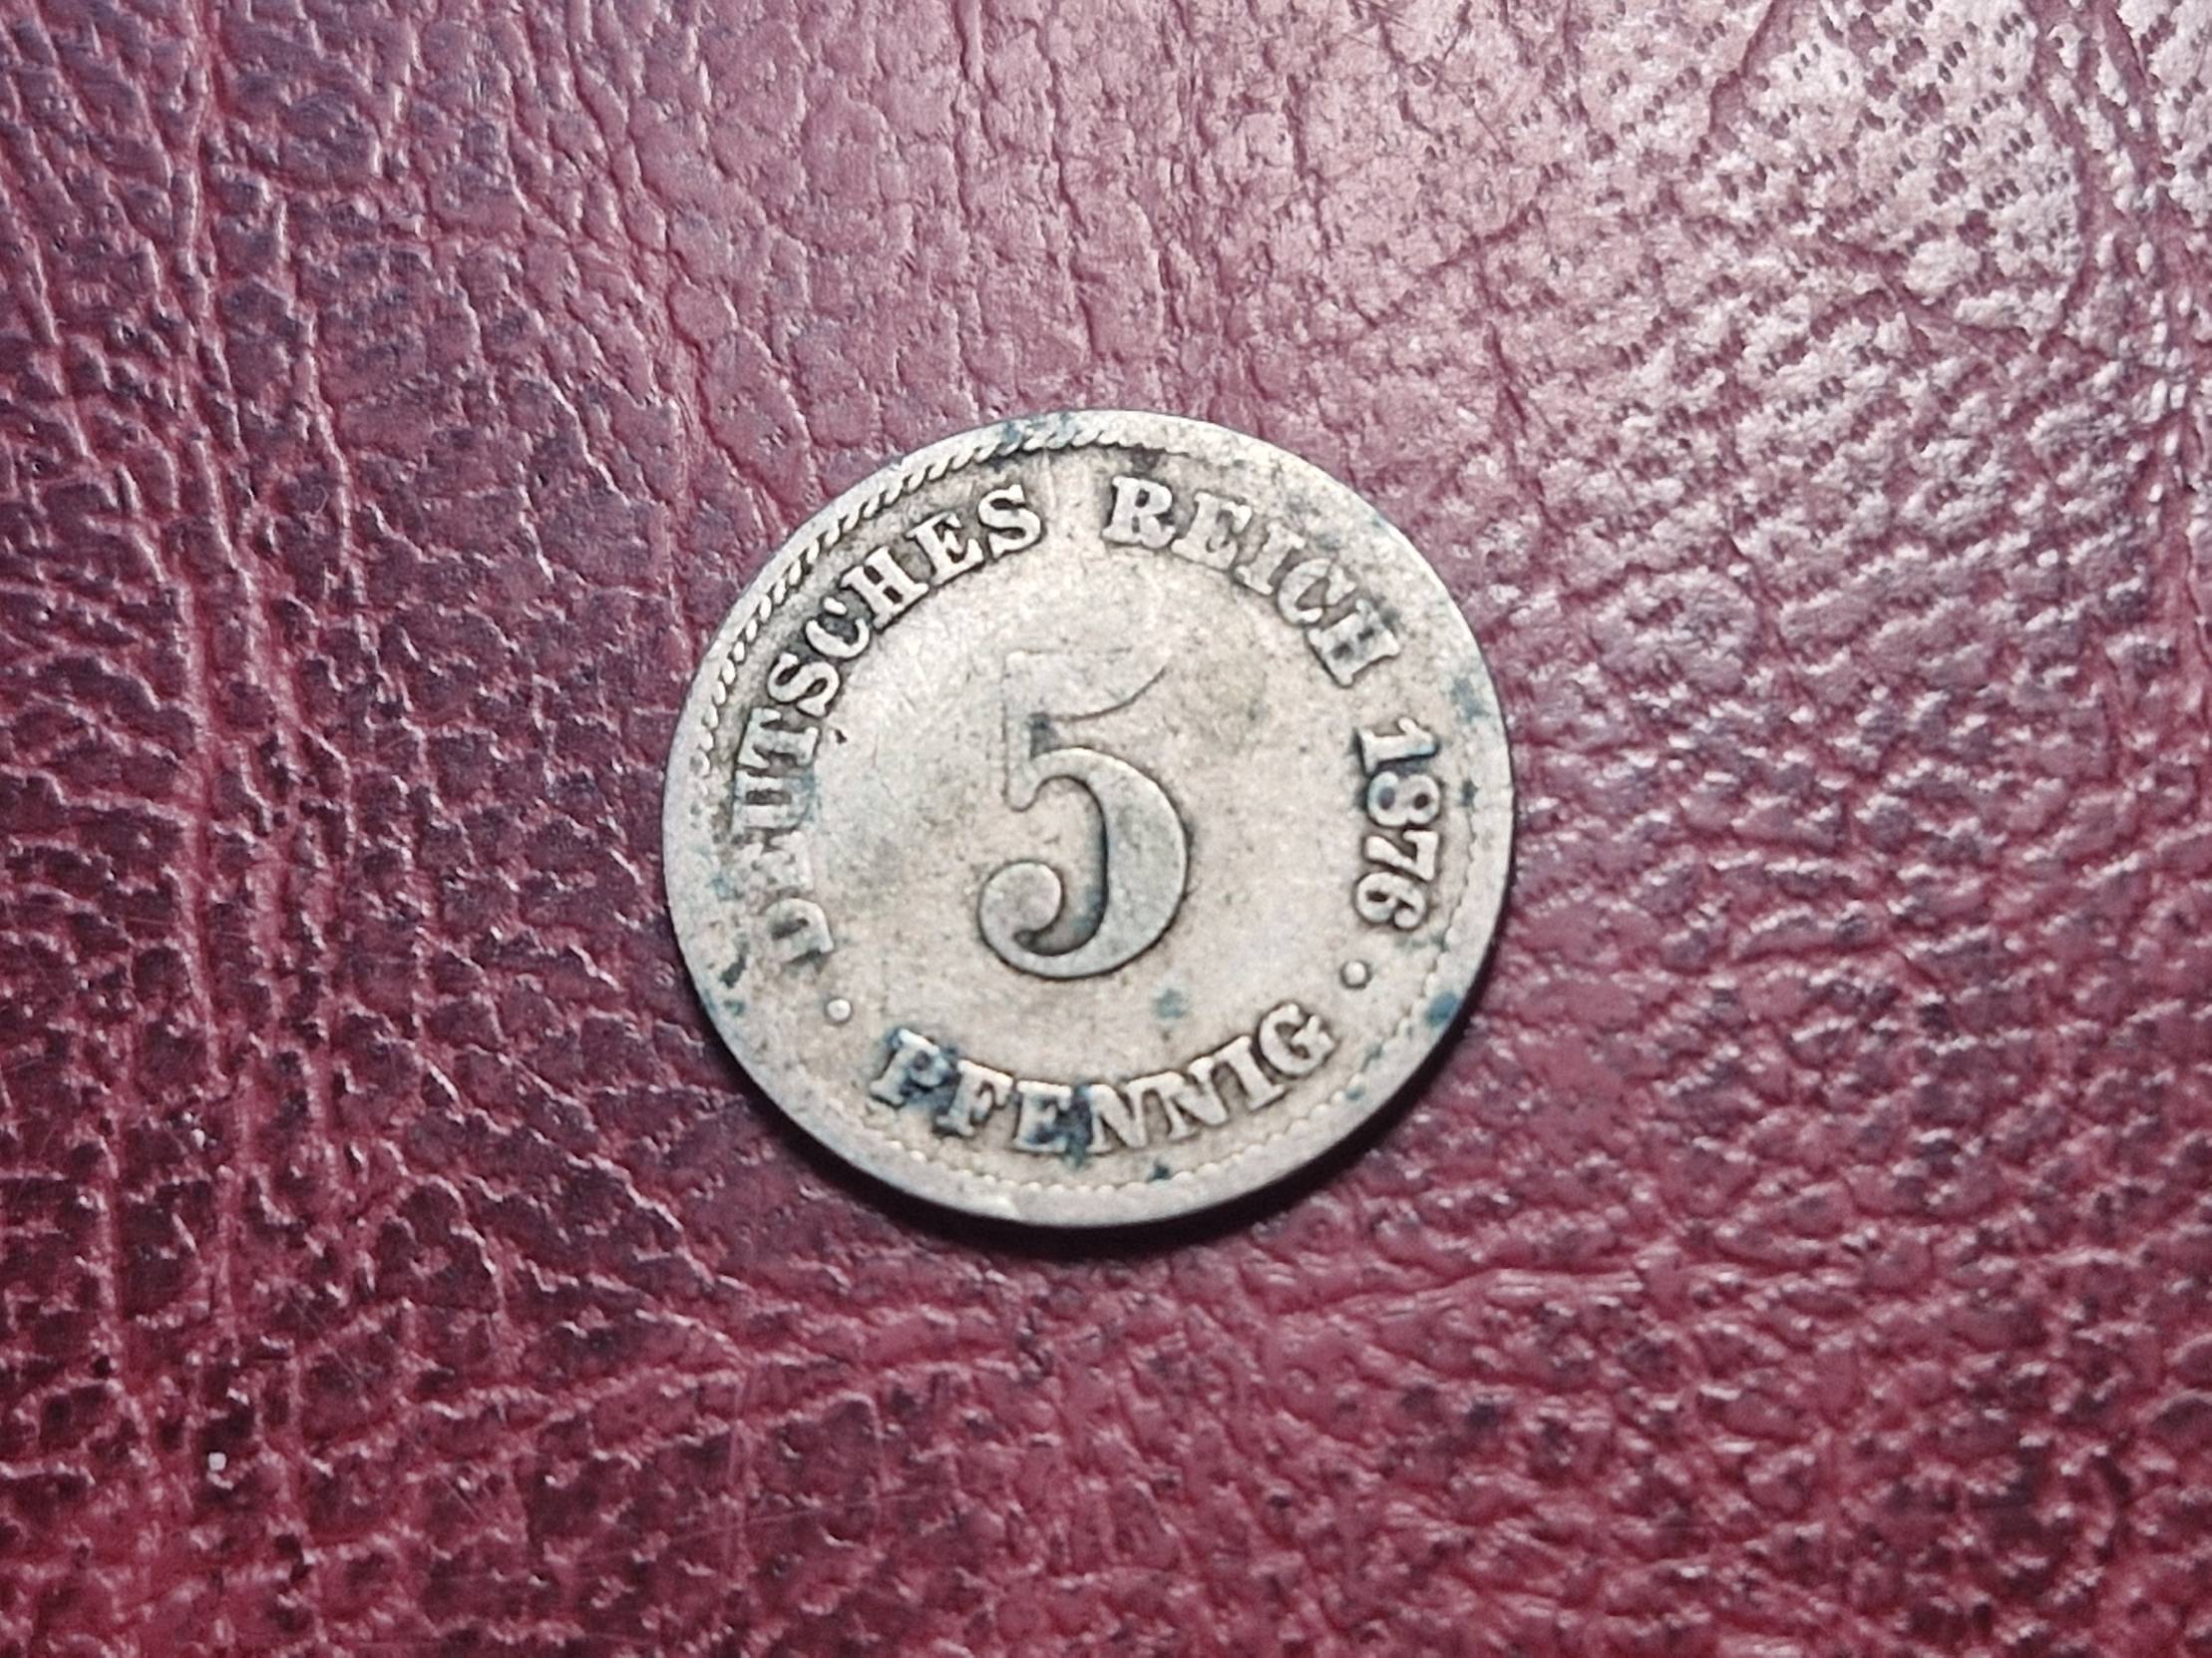 DEUTSCHES REICH 1876
5
• PFENNIG •